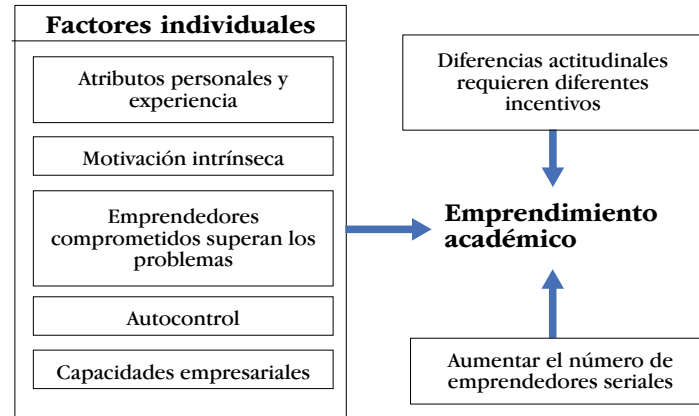 Factores individuales
Atributos personales y
experiencia
Motivación intrínseca
Emprendedores
comprometidos superan los
problemas
Autocontrol
Capacidades empresariales
Diferencias actitudinales
requieren diferentes
incentivos
Emprendimiento
académico
Aumentar el número de
emprendedores seriales